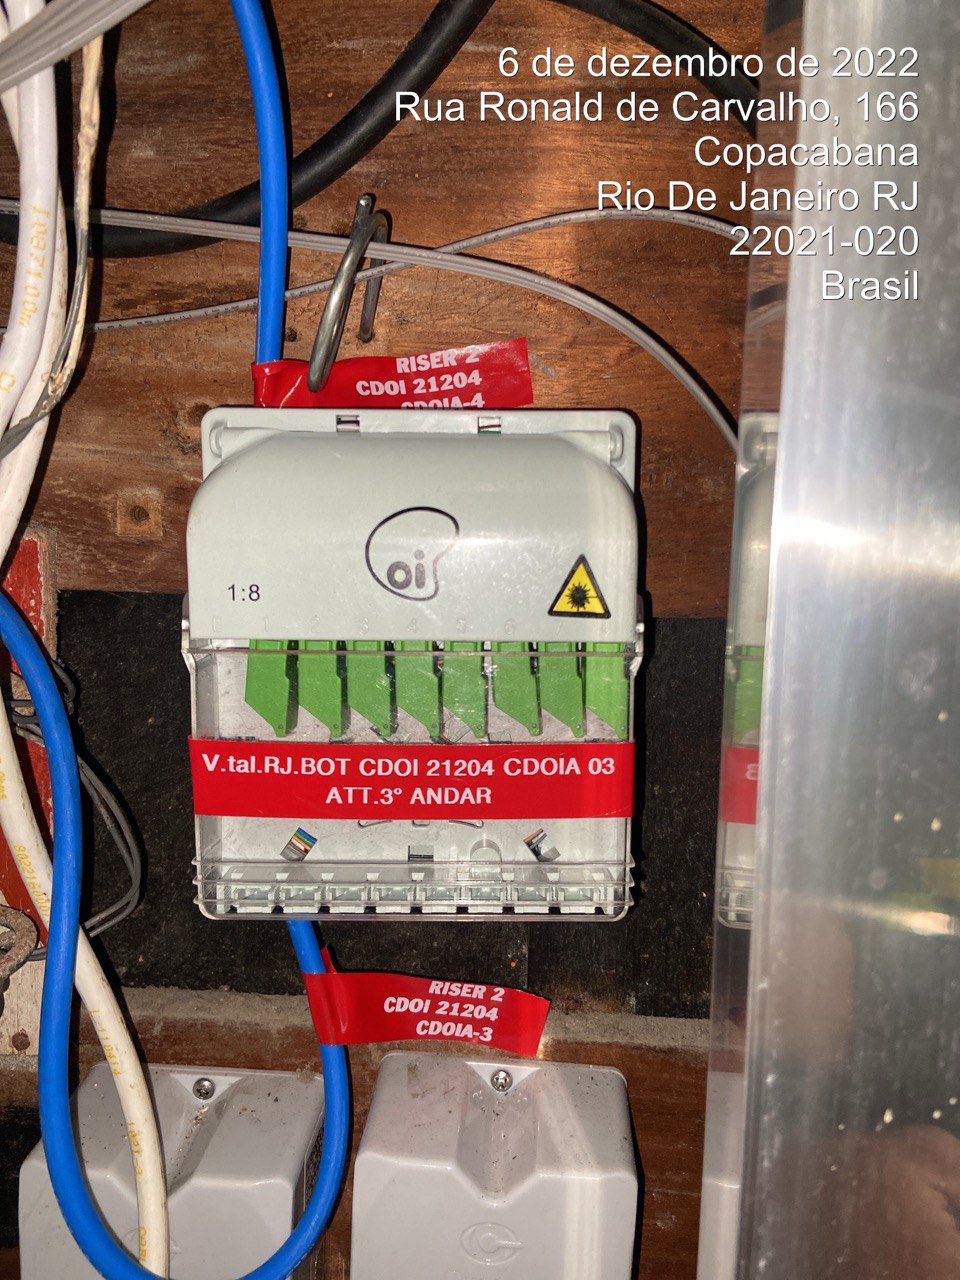 6 de dezembro de 2022
Rua Ronald de Carvalho, 166
Copacabana
Rio De Janeiro RJ
22021-020
Brasil
RISER 2
CDOI 21204
CDOIA-4
oi
1:8
V.tal.RJ.BOT CDOI 21204 CDOIA 03
ATT.3º ANDAR
RISER 2
CDOI 21204
CDOIA-3